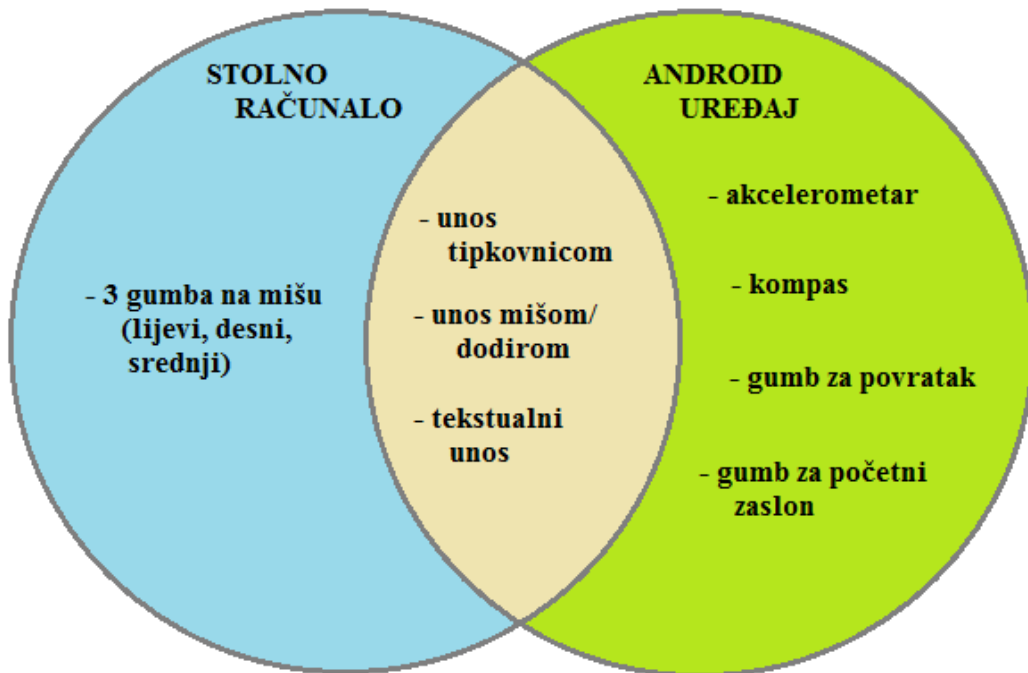 STOLNO
RAČUNALO
- 3 gumba na mišu
(lijevi, desni,
srednji)
- unos
tipkovnicom
- unos mišom/
dodirom
- tekstualni
unos
ANDROID
UREĐAJ
- akcelerometar
- kompas
- gumb za povratak
- gumb za početni
zaslon